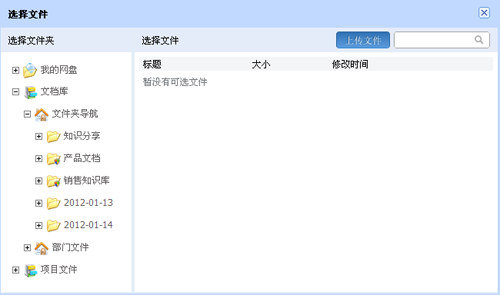 选择文件
选择文件夹
选择文件
上传文件
标题 大小 修改时间
暂没有可选文件
我的网盘
文档库
文件夹导航
知识分享
产品文档
销售知识库
2012-01-13
2012-01-14
部门文件
项目文件